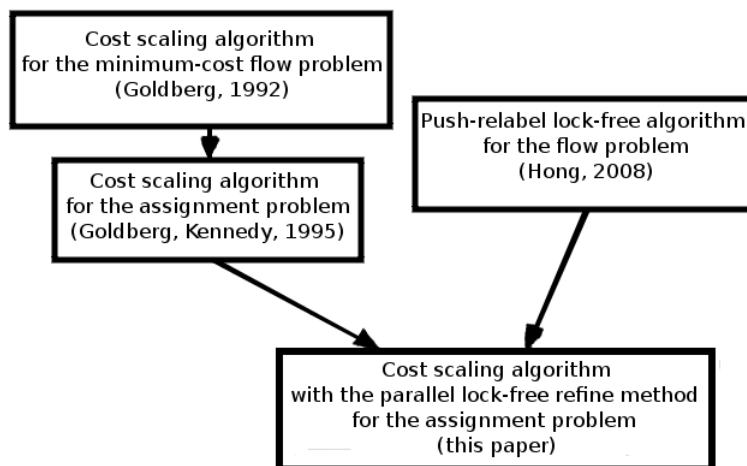 Cost scaling algorithm
for the minimum-cost flow problem
(Goldberg, 1992)
Push-relabel lock-free algorithm
for the flow problem
(Hong, 2008)
Cost scaling algorithm
for the assignment problem
(Goldberg, Kennedy, 1995)
Cost scaling algorithm
with the parallel lock-free refine method
for the assignment problem
(this paper)